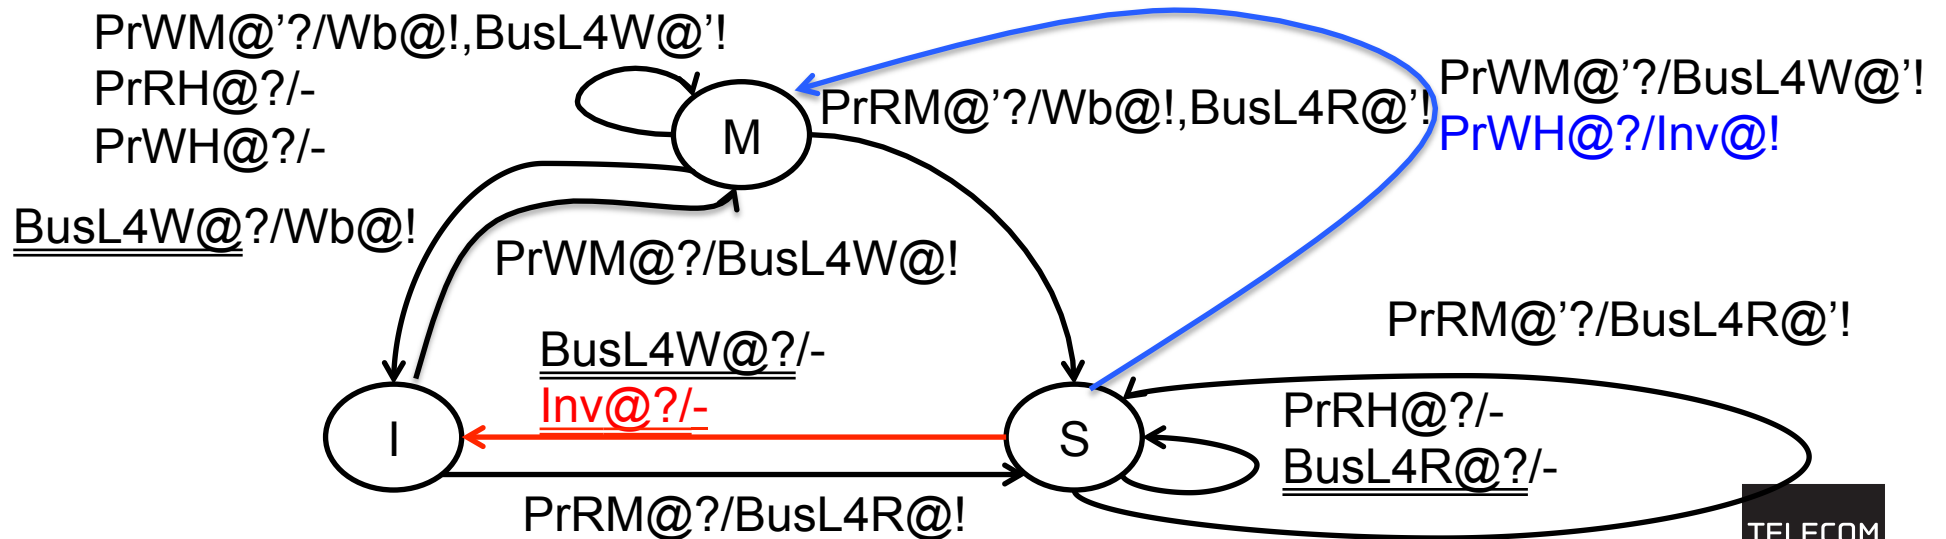 PrWM@’?/Wb@!,BusL4W@’!
PrRH@?/-
PrWH@?/-
M
PrRM@’?/Wb@!,BusL4R@’!
PrWM@’?/BusL4W@’!
PrWH@?/Inv@!
BusL4W@?/Wb@!
PrWM@?/BusL4W@!
PrRM@’?/BusL4R@’!
BusL4W@?/-
Inv@?/-
I
S
PrRH@?/-
BusL4R@?/-
PrRM@?/BusL4R@!
TELECOM